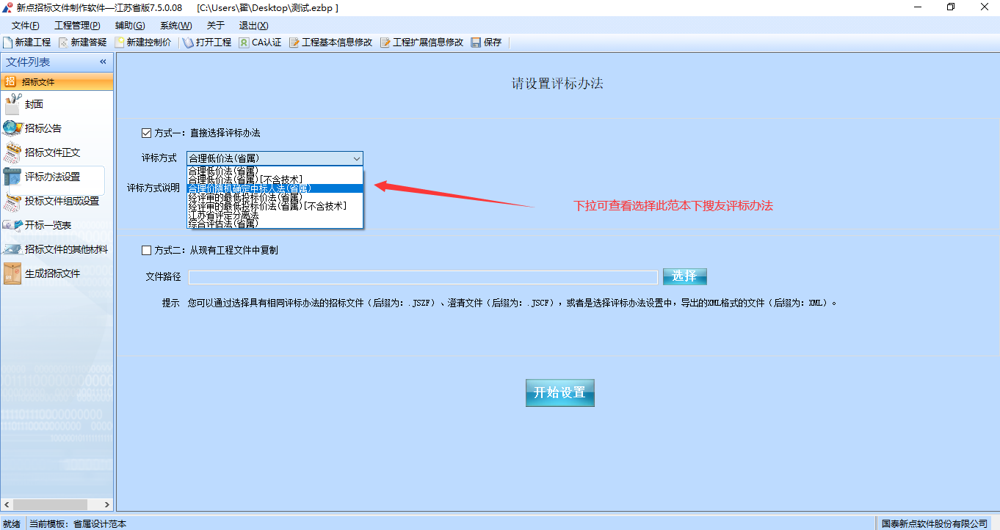 新点招标文件制作软件—江苏省版7.5.0.08 [C:\Users\翟\Desktop\测试.ezbp ]
文件(F) 工程管理(P) 辅助(G) 系统(W) 关于 退出(X)
新建工程 新建答疑 新建控制价 打开工程 CA认证 工程基本信息修改 工程扩展信息修改 保存
文件列表 «
招 招标文件
封面
招标公告
招标文件正文
评标办法设置
投标文件组成设置
开标一览表
招标文件的其他材料
生成招标文件
请设置评标办法
方式一：直接选择评标办法
评标方式 合理低价法(省属)
评标方式说明
合理低价法(省属)
合理低价法(省属)[不含技术]
合理价随机确定中标人法(省属)
经评审的最低投标价法(省属)
经评审的最低投标价法(省属)[不含技术]
江苏省评定分离法
综合评估法(省属)
下拉可查看选择此范本下搜友评标办法
方式二：从现有工程文件中复制
文件路径 选择
提示 您可以通过选择具有相同评标办法的招标文件（后缀为：.JSZF）、澄清文件（后缀为：.JSCF），或者是选择评标办法设置中，导出的XML格式的文件（后缀为：XML）。
开始设置
就绪 当前模板：省属设计范本 国泰新点软件股份有限公司